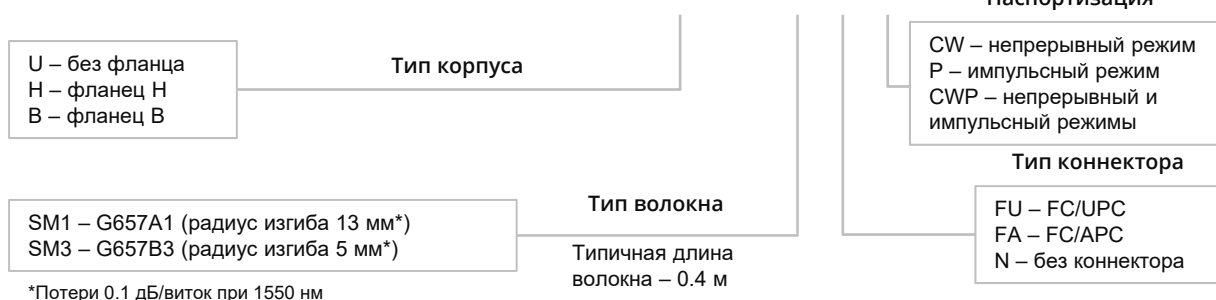 Паспортизация
U – без фланца
H – фланец H
B – фланец B
Тип корпуса
CW – непрерывный режим
P – импульсный режим
CWP – непрерывный и
импульсный режимы
Тип коннектора
SM1 – G657A1 (радиус изгиба 13 мм*)
SM3 – G657B3 (радиус изгиба 5 мм*)
Тип волокна
Типичная длина
волокна – 0.4 м
FU – FC/UPC
FA – FC/APC
N – без коннектора
*Потери 0.1 дБ/виток при 1550 нм